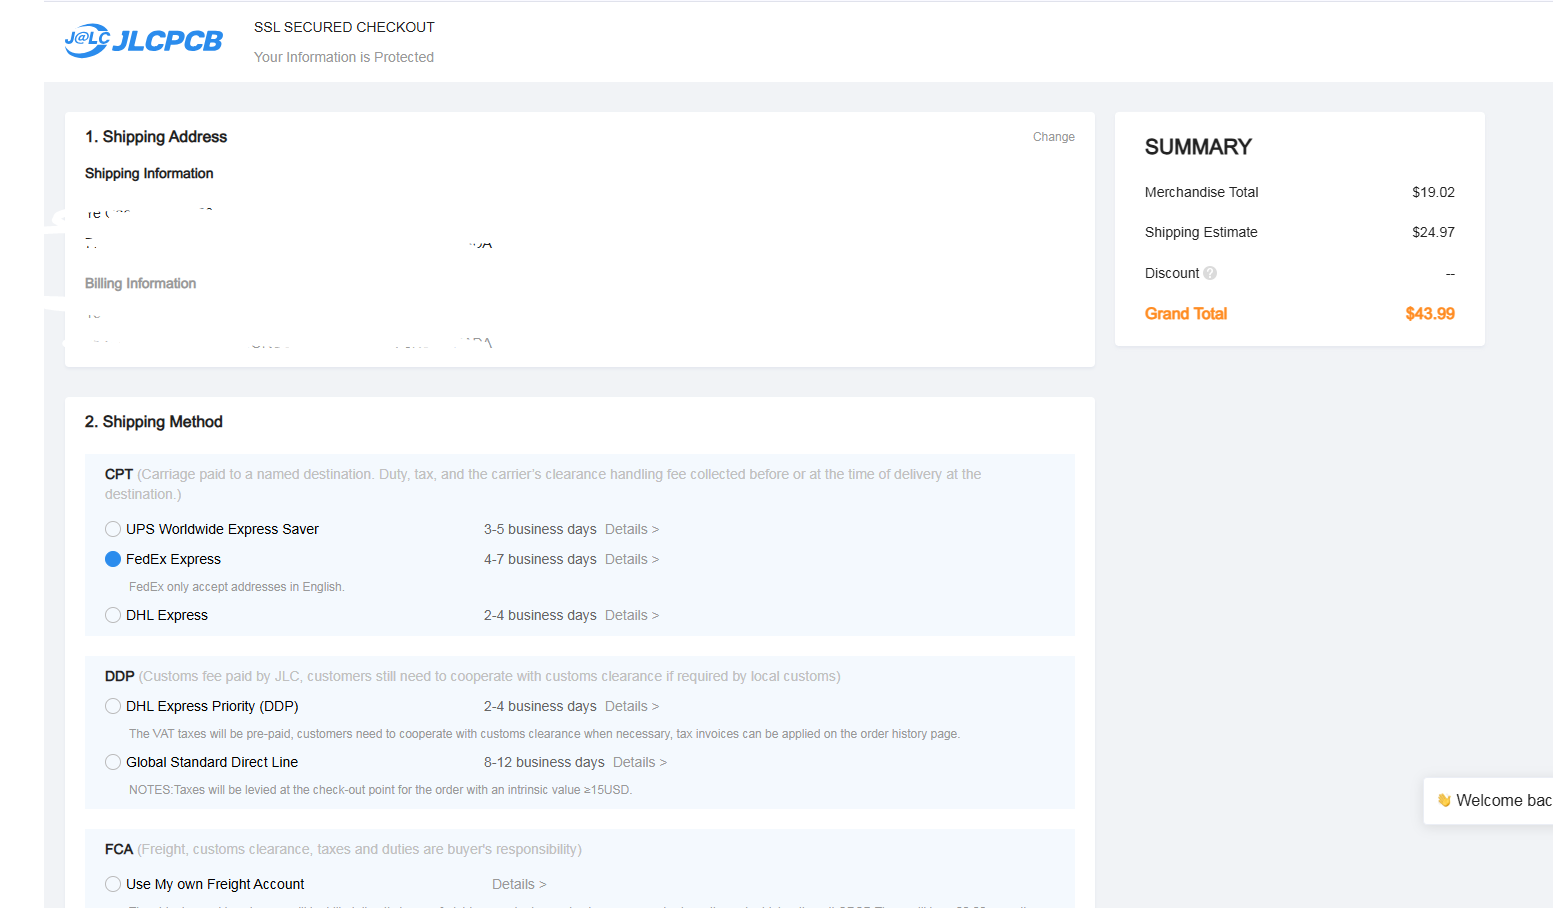 J@LC JLCPCB
SSL SECURED CHECKOUT
Your Information is Protected
1. Shipping Address
Change
Shipping Information
Billing Information
2. Shipping Method
CPT (Carriage paid to a named destination. Duty, tax, and the carrier's clearance handling fee collected before or at the time of delivery at the
destination.)
UPS Worldwide Express Saver 3-5 business days Details >
FedEx Express 4-7 business days Details >
FedEx only accept addresses in English.
DHL Express 2-4 business days Details >
DDP (Customs fee paid by JLC, customers still need to cooperate with customs clearance if required by local customs)
DHL Express Priority (DDP) 2-4 business days Details >
The VAT taxes will be pre-paid, customers need to cooperate with customs clearance when necessary, tax invoices can be applied on the order history page.
Global Standard Direct Line 8-12 business days Details >
NOTES:Taxes will be levied at the check-out point for the order with an intrinsic value ≥15USD.
FCA (Freight, customs clearance, taxes and duties are buyer's responsibility)
Use My own Freight Account Details >
SUMMARY
Merchandise Total $19.02
Shipping Estimate $24.97
Discount ? --
Grand Total $43.99
👋 Welcome bac